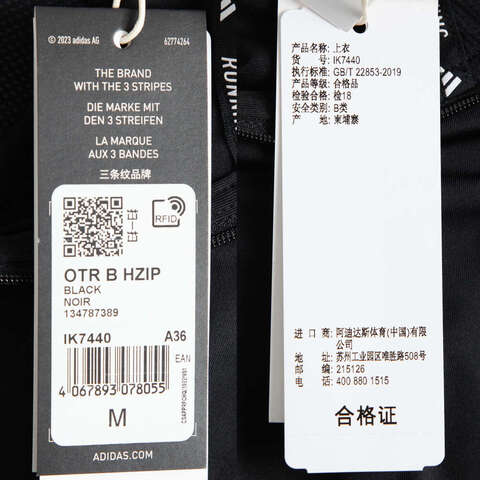 © 2023 adidas AG
62774264
THE BRAND
WITH THE 3 STRIPES
DIE MARKE MIT
DEN 3 STREIFEN
LA MARQUE
AUX 3 BANDES
三条纹品牌
扫一扫
RFID
OTR B HZIP
BLACK
NOIR
134787389
IK7440
A36
EAN
4 067893 078055
M
ADIDAS.COM
产品名称: 上衣
货 号: IK7440
执行标准: GB/T 22853-2019
产品等级: 合格品
检验合格: 检18
安全类别: B类
产 地: 柬埔寨
进 口 商: 阿迪达斯体育(中国)有限
公司
地 址: 苏州工业园区唯胜路508号
邮 编: 215126
电 话: 400 880 1515
合格证